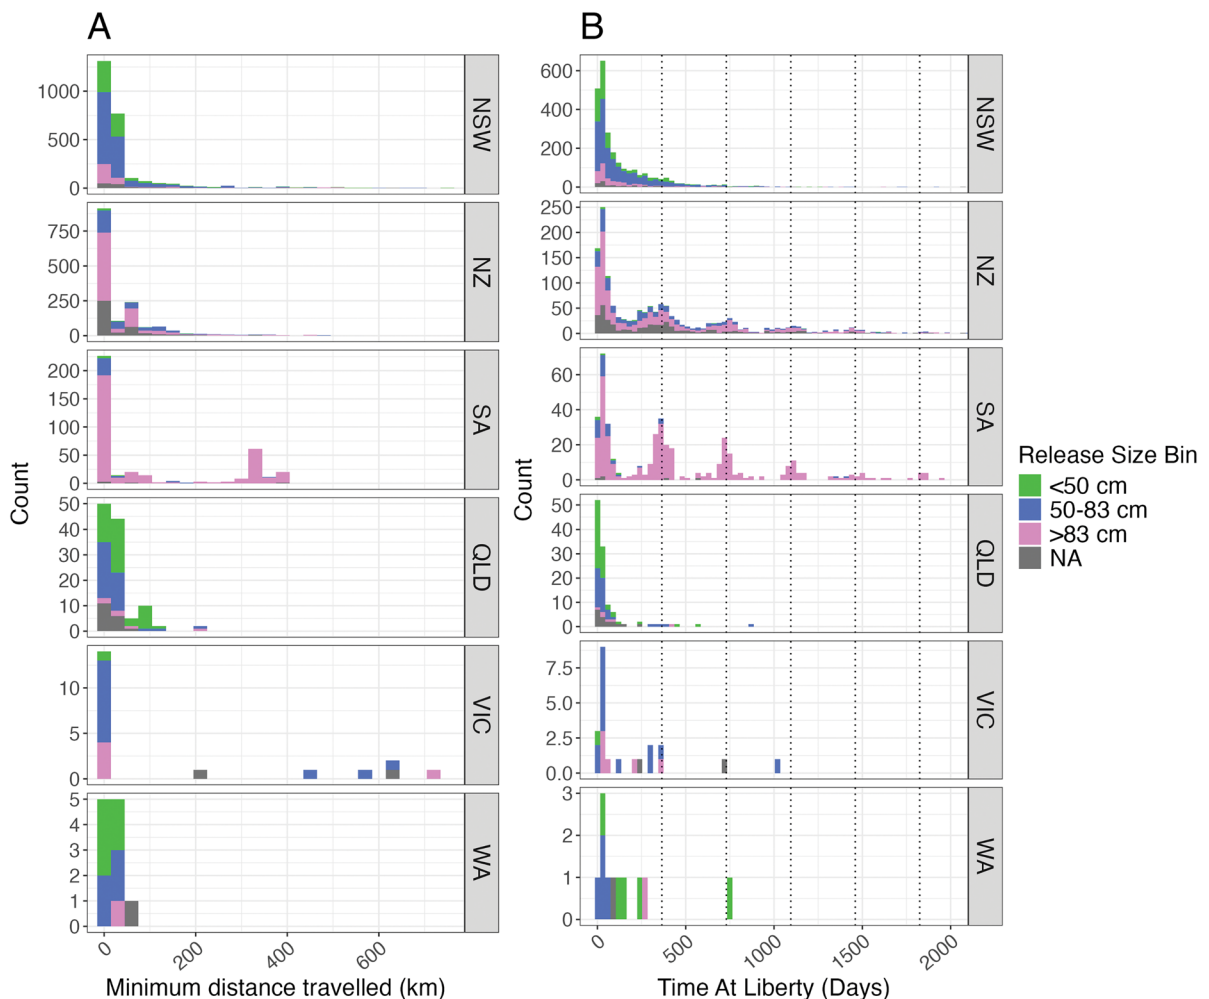 A
B
Count
1000
500
0
NSW
750
500
250
0
NZ
200
150
100
50
0
SA
50
40
30
20
10
0
QLD
10
5
0
VIC
5
4
3
2
1
0
WA
0
200
400
600
Minimum distance travelled (km)
Count
600
400
200
0
NSW
250
200
150
100
50
0
NZ
60
40
20
0
SA
50
40
30
20
10
0
QLD
7.5
5.0
2.5
0.0
VIC
3
2
1
0
WA
0
500
1000
1500
2000
Time At Liberty (Days)
Release Size Bin
<50 cm
50-83 cm
>83 cm
NA